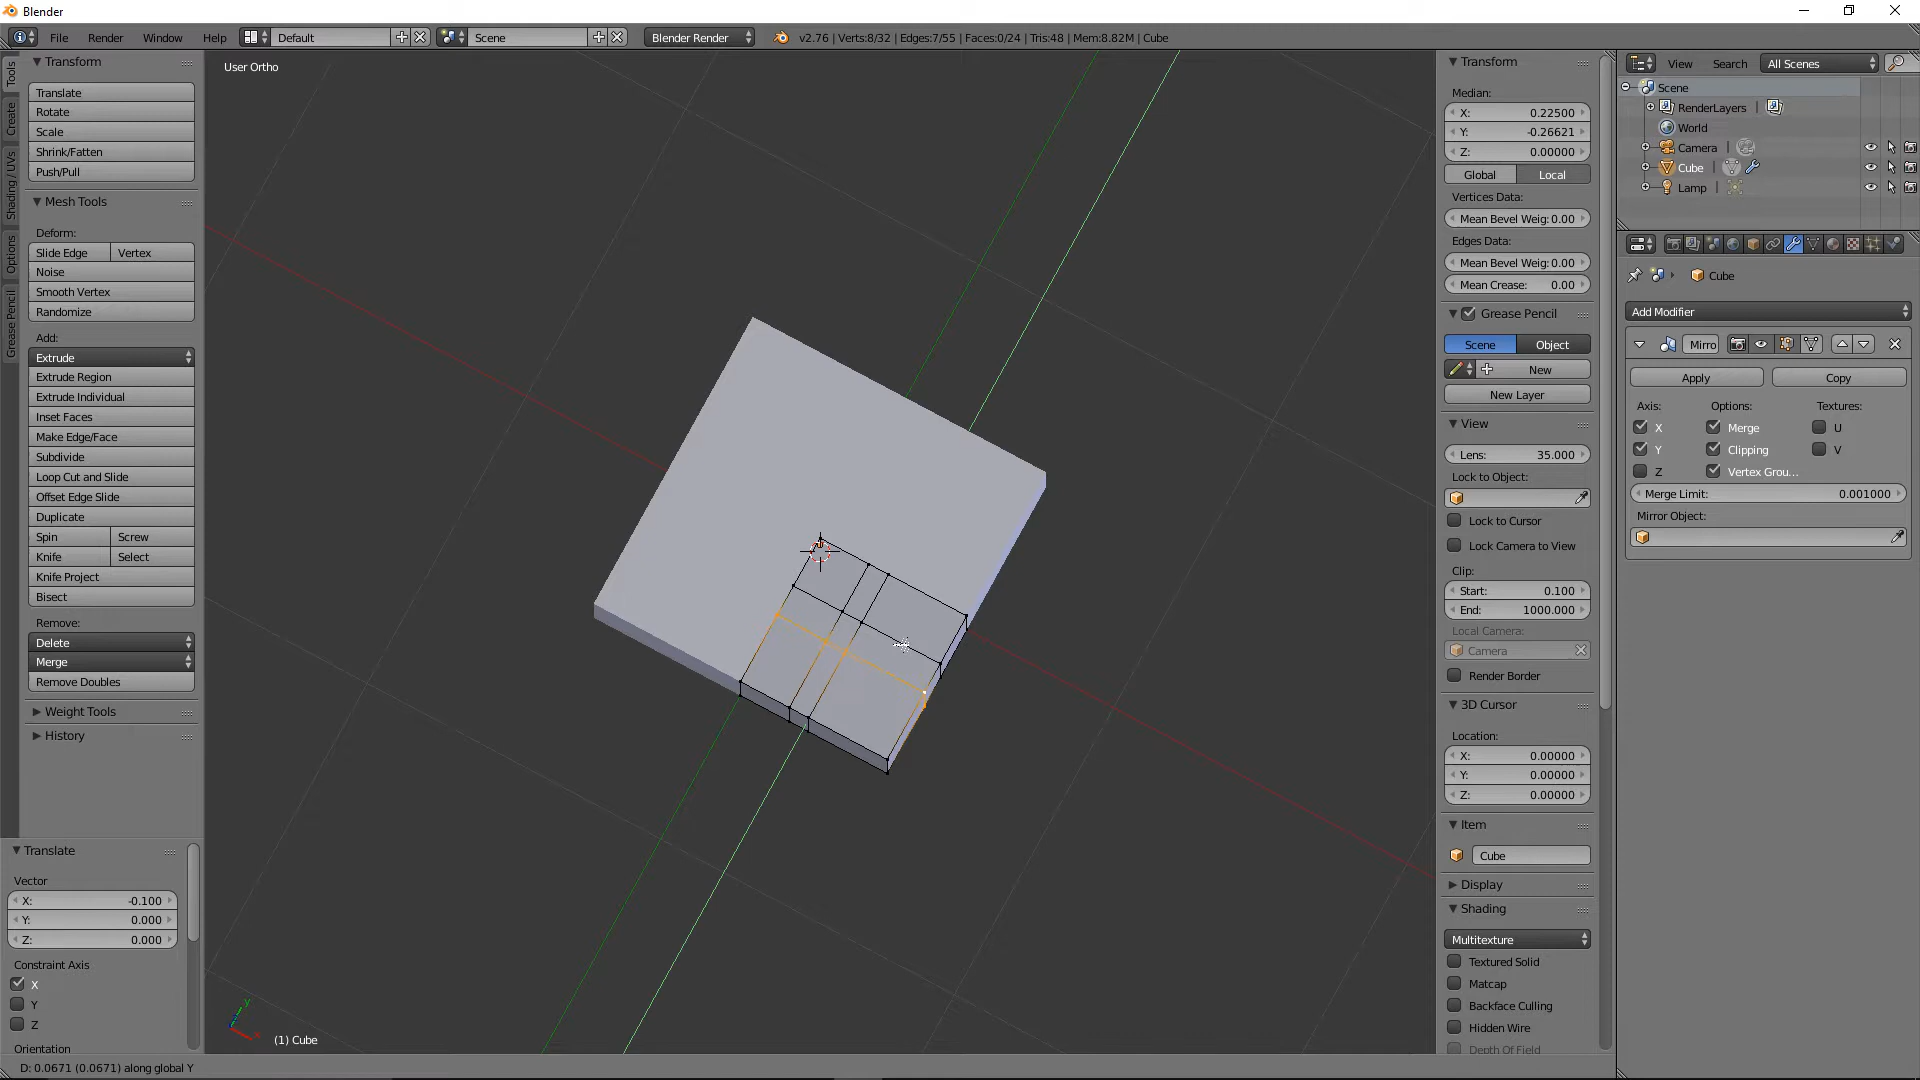 Blender
File Render Window Help Default Scene Blender Render v2.76 | Verts:8/32 | Edges:7/55 | Faces:0/24 | Tris:48 | Mem:8.82M | Cube
Tools
Create
Shading / UVs
Options
Grease Pencil
Transform
Translate
Rotate
Scale
Shrink/Fatten
Push/Pull
Mesh Tools
Deform:
Slide Edge Vertex
Noise
Smooth Vertex
Randomize
Add:
Extrude
Extrude Region
Extrude Individual
Inset Faces
Make Edge/Face
Subdivide
Loop Cut and Slide
Offset Edge Slide
Duplicate
Spin Screw
Knife Select
Knife Project
Bisect
Remove:
Delete
Merge
Remove Doubles
Weight Tools
History
Translate
Vector
X: -0.100
Y: 0.000
Z: 0.000
Constraint Axis
X
Y
Z
Orientation
D: 0.0671 (0.0671) along global Y
User Ortho
y
x
(1) Cube
Transform
Median:
X: 0.22500
Y: -0.26621
Z: 0.00000
Global Local
Vertices Data:
Mean Bevel Weig: 0.00
Edges Data:
Mean Bevel Weig: 0.00
Mean Crease: 0.00
Grease Pencil
Scene Object
New
New Layer
View
Lens: 35.000
Lock to Object:
Lock to Cursor
Lock Camera to View
Clip:
Start: 0.100
End: 1000.000
Local Camera:
Camera
Render Border
3D Cursor
Location:
X: 0.00000
Y: 0.00000
Z: 0.00000
Item
Cube
Display
Shading
Multitexture
Textured Solid
Matcap
Backface Culling
Hidden Wire
Depth Of Field
View Search All Scenes
Scene
RenderLayers
World
Camera
Cube
Lamp
Cube
Add Modifier
Mirro
Apply Copy
Axis: Options: Textures:
X Merge U
Y Clipping V
Z Vertex Grou...
Merge Limit: 0.001000
Mirror Object: